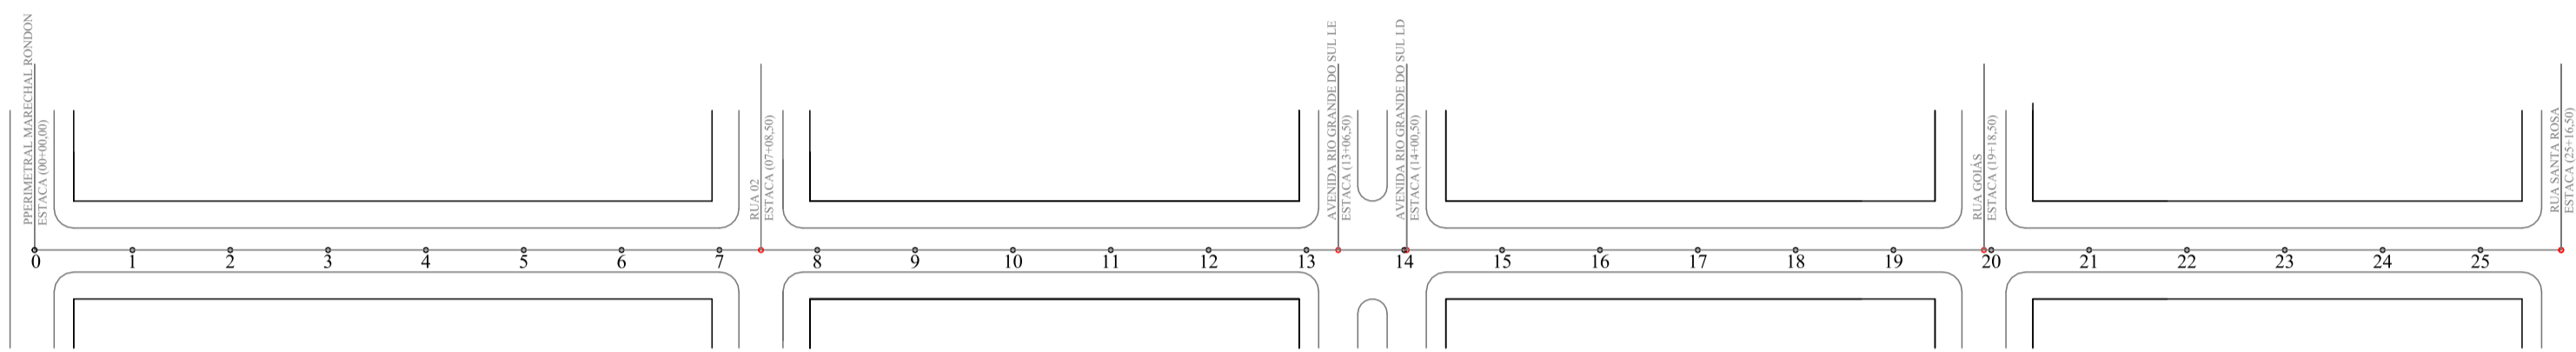 PPERIMETRAL MARECHAL RONDON
ESTACA (00+00,00)
RUA 02
ESTACA (07+08,50)
AVENIDA RIO GRANDE DO SUL LE
ESTACA (13+06,50)
AVENIDA RIO GRANDE DO SUL LD
ESTACA (14+00,50)
RUA GOIÁS
ESTACA (19+18,50)
RUA SANTA ROSA
ESTACA (25+16,50)
0 1 2 3 4 5 6 7 8 9 10 11 12 13 14 15 16 17 18 19 20 21 22 23 24 25